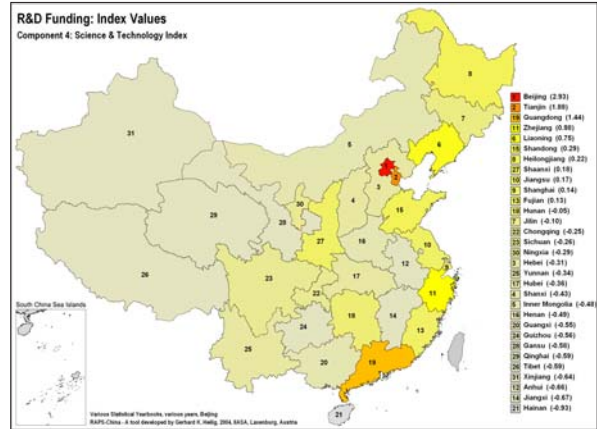 R&D Funding: Index Values
Component 4: Science & Technology Index
8
7
31
5
6
1
2
3
4
30
15
29
28
27
16
10
12
9
26
23
17
22
11
18
14
24
13
25
20
19
21
South China Sea Islands
1 Beijing (2.93)
2 Tianjin (1.89)
19 Guangdong (1.44)
11 Zhejiang
6 Liaoning (0.75)
15 Shandong (0.29)
8 Heilongjiang (0.22)
27 Shaanxi (0.18)
10 Jiangsu (0.17)
9 Shanghai (0.14)
13 Fujian (0.13)
18 Hunan (-0.05)
7 Jilin (-0.10)
22 Chongqing (-0.25)
23 Sichuan (-0.26)
30 Ningxia (-0.29)
3 Hebei (-0.31)
25 Yunnan (-0.34)
17 Hubei (-0.36)
4 Shanxi (-0.43)
5 Inner Mongolia (-0.48)
16 Henan (-0.49)
20 Guangxi (-0.55)
24 Guizhou (-0.56)
28 Gansu
29 Qinghai (-0.59)
26 Tibet (-0.59)
31 Xinjiang (-0.64)
12 Anhui (-0.66)
14 Jiangxi (-0.67)
21 Hainan (-0.93)
Various Statistical Yearbooks, various years, Beijing
RAPS-China - A tool developed by Gerhard K. Heilig, 2004, IIASA, Laxenburg, Austria